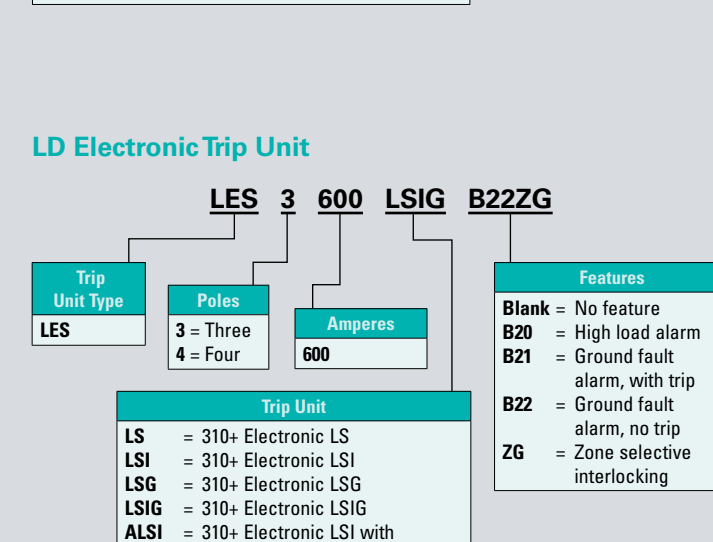 LD Electronic Trip Unit
LES 3 600 LSIG B22ZG
Trip
Unit Type
LES
Poles
3 = Three
4 = Four
Amperes
600
Trip Unit
LS = 310+ Electronic LS
LSI = 310+ Electronic LSI
LSG = 310+ Electronic LSG
LSIG = 310+ Electronic LSIG
ALSI = 310+ Electronic LSI with
Features
Blank = No feature
B20 = High load alarm
B21 = Ground fault
alarm, with trip
B22 = Ground fault
alarm, no trip
ZG = Zone selective
interlocking